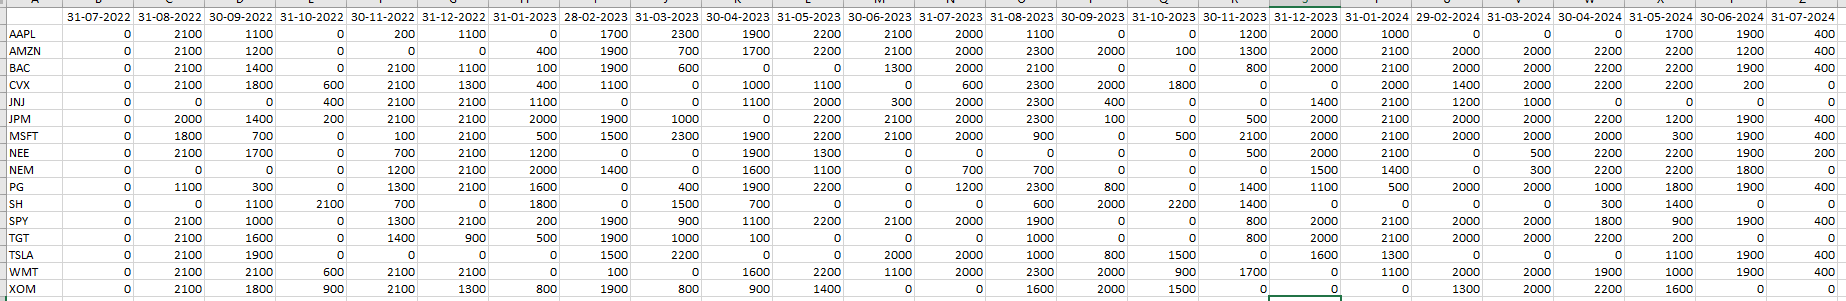 31-07-2022 31-08-2022 30-09-2022 31-10-2022 30-11-2022 31-12-2022 31-01-2023 28-02-2023 31-03-2023 30-04-2023 31-05-2023 30-06-2023 31-07-2023 31-08-2023 30-09-2023 31-10-2023 30-11-2023 31-12-2023 31-01-2024 29-02-2024 31-03-2024 30-04-2024 31-05-2024 30-06-2024 31-07-2024
AAPL 0 2100 1100 0 200 1100 0 1700 2300 1900 2200 2100 2000 1100 0 0 1200 2000 1000 0 0 0 1700 1900 400
AMZN 0 2100 1200 0 0 0 400 1900 700 1700 2200 2100 2000 2300 2000 100 1300 2000 2100 2000 2000 2200 2200 1200 400
BAC 0 2100 1400 0 2100 1100 100 1900 600 0 0 1300 2000 2100 0 0 800 2000 2100 2000 2000 2200 2200 1900 400
CVX 0 2100 1800 600 2100 1300 400 1100 0 1000 1100 0 600 2300 2000 1800 0 0 2000 1400 2000 2200 2200 200 0
JNJ 0 0 0 400 2100 2100 1100 0 0 1100 2000 300 2000 2300 400 0 0 1400 2100 1200 1000 0 0 0 0
JPM 0 2000 1400 200 2100 2100 2000 1900 1000 0 2200 2100 2000 2300 100 0 500 2000 2100 2000 2000 2200 1200 1900 400
MSFT 0 1800 700 0 100 2100 500 1500 2300 1900 2200 2100 2000 900 0 500 2100 2000 2100 2000 2000 2000 300 1900 400
NEE 0 2100 1700 0 700 2100 1200 0 0 1900 1300 0 0 0 0 0 500 2000 2100 0 500 2200 2200 1900 200
NEM 0 0 0 0 1200 2100 2000 1400 0 1600 1100 0 700 700 0 0 0 1500 1400 0 300 2200 2200 1800 0
PG 0 1100 300 0 1300 2100 1600 0 400 1900 2200 0 1200 2300 800 0 1400 1100 500 2000 2000 1000 1800 1900 400
SH 0 0 1100 2100 700 0 1800 0 1500 700 0 0 0 600 2000 2200 1400 0 0 0 0 300 1400 0 0
SPY 0 2100 1000 0 1300 2100 200 1900 900 1100 2200 2100 2000 1900 0 0 800 2000 2100 2000 2000 1800 900 1900 400
TGT 0 2100 1600 0 1400 900 500 1900 1000 100 0 0 0 1000 0 0 800 2000 2100 2000 2000 2200 200 0 0
TSLA 0 2100 1900 0 0 0 0 1500 2200 0 0 2000 2000 1000 800 1500 0 1600 1300 0 0 0 1100 1900 400
WMT 0 2100 2100 600 2100 2100 0 100 0 1600 2200 1100 2000 2300 2000 900 1700 0 1100 2000 2000 1900 1000 1900 400
XOM 0 2100 1800 900 2100 1300 800 1900 800 900 1400 0 0 1600 2000 1500 0 0 0 1300 2000 2200 1600 0 0